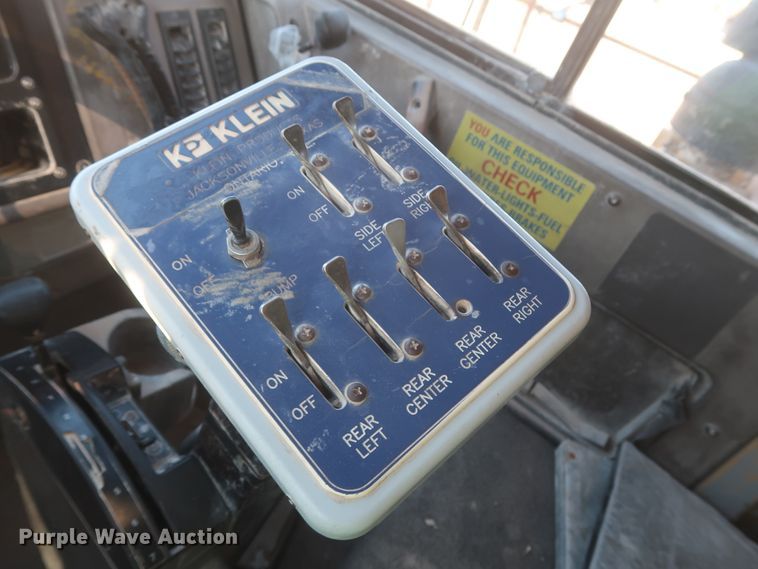 KP KLEIN
KLEIN PRODUCTS
JACKSONVILLE, TEXAS
ONTARIO,
ON
OFF
SIDE
LEFT
SIDE
RIGHT
ON
OFF
PUMP
ON
OFF
REAR
LEFT
REAR
CENTER
REAR
CENTER
REAR
RIGHT
YOU ARE RESPONSIBLE
FOR THIS EQUIPMENT
CHECK
WATER-LIGHTS-FUEL
BRAKES
Purple Wave Auction